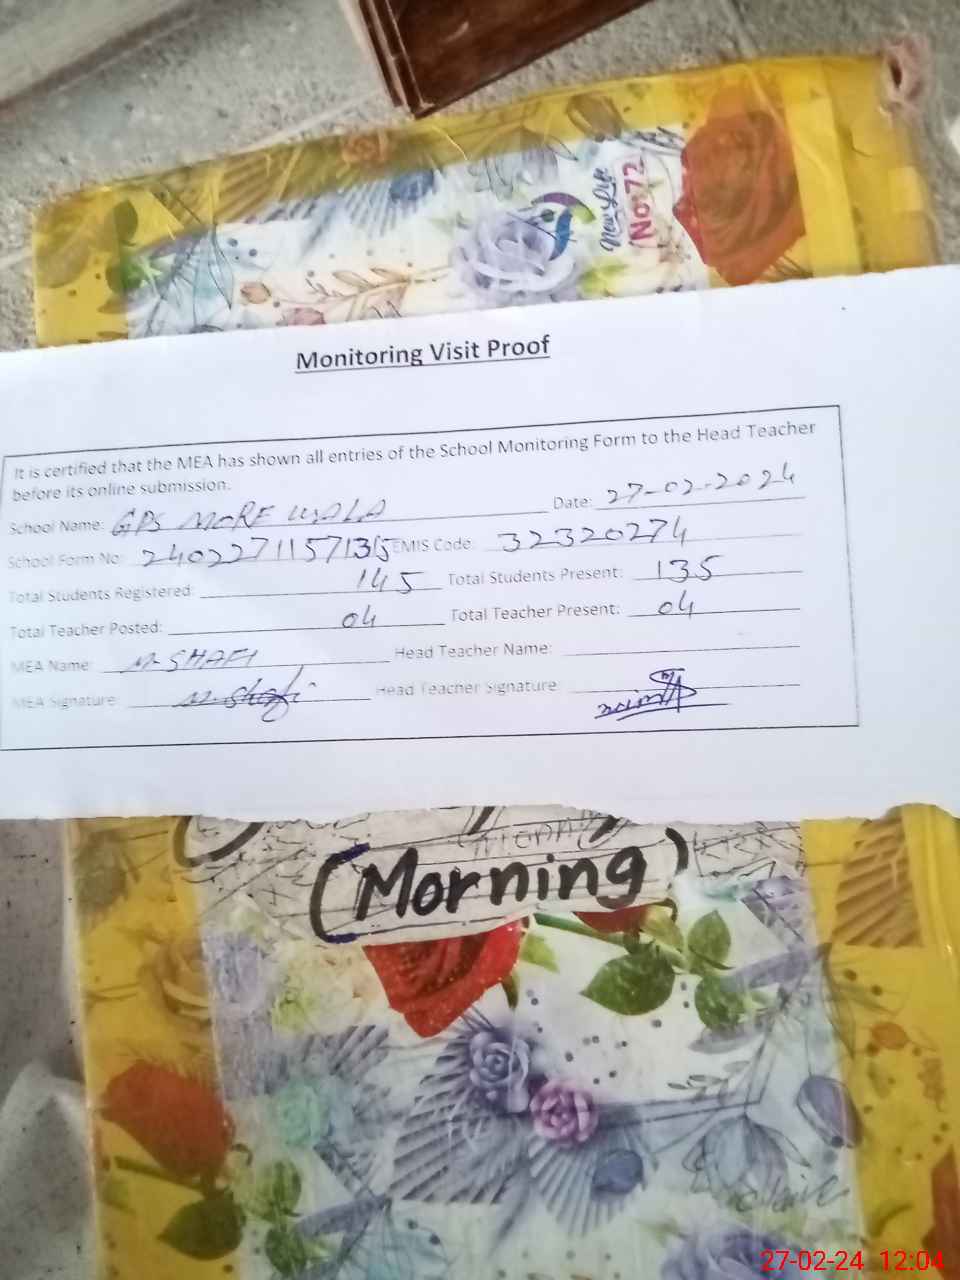 New Life
No: 72
Monitoring Visit Proof
It is certified that the MEA has shown all entries of the School Monitoring Form to the Head Teacher
before its online submission.
School Name: GPS MORE WALA Date: 27-02-2024
School Form No: 24022711571315 EMIS Code: 32320274
Total Students Registered: 145 Total Students Present: 135
Total Teacher Posted: 04 Total Teacher Present: 04
MEA Name: M-SHAFI Head Teacher Name:
MEA Signature: M.Shafi Head Teacher Signature:
(Morning)
27-02-24 12:04